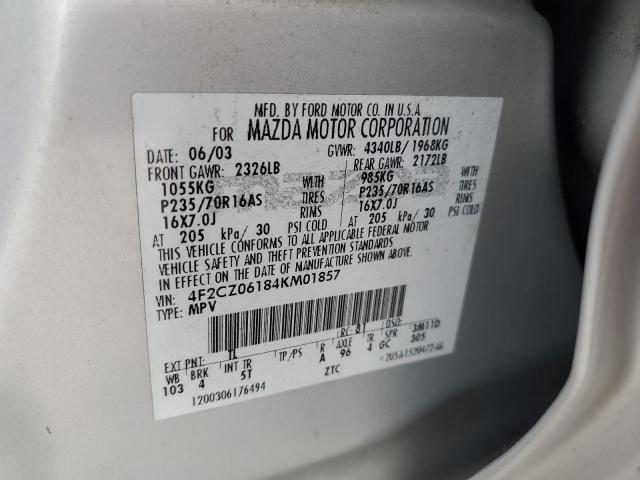 MFD. BY FORD MOTOR CO. IN U.S.A
FOR MAZDA MOTOR CORPORATION
DATE: 06/03 GVWR: 4340LB/ 1968KG
FRONT GAWR: 2326LB REAR GAWR: 2172LB
1055KG WITH 985KG WITH
P235/70R16AS TIRES P235/70R16AS TIRES
16X7.0J RIMS 16X7.0J RIMS
AT 205 kPa/ 30 PSI COLD AT 205 kPa/ 30 PSI COLD
THIS VEHICLE CONFORMS TO ALL APPLICABLE FEDERAL MOTOR
VEHICLE SAFETY AND THEFT PREVENTION STANDARDS
IN EFFECT ON THE DATE OF MANUFACTURE SHOWN ABOVE.
VIN: 4F2CZ06184KM01857
TYPE: MPV
EXT PNT: TL RC: 81 DSO:
WB BRK INT TR TP/PS R AXLE TR SPR 3M11D
103 4 5T A 96 4 GC 305
1200306176494 ZTC